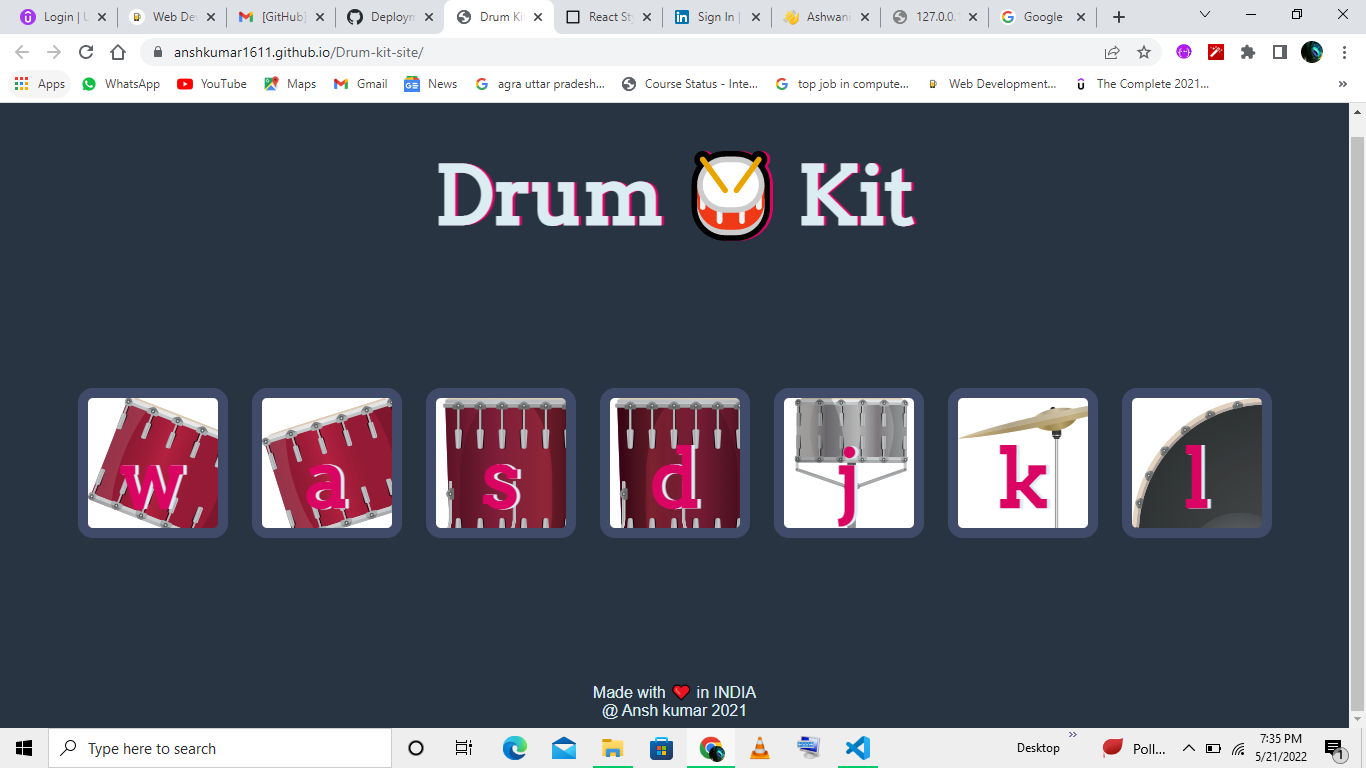 Login | U
Web De
[GitHub]
Deploym
Drum Ki
React St
Sign In |
Ashwani
127.0.0.1
Google
anshkumar1611.github.io/Drum-kit-site/
Apps
WhatsApp
YouTube
Maps
Gmail
News
agra uttar pradesh...
Course Status - Inte...
top job in compute...
Web Development...
The Complete 2021...
Drum Kit
w a s d j k l
Made with ❤ in INDIA
@ Ansh kumar 2021
Type here to search
Desktop
Poll...
7:35 PM
5/21/2022
1